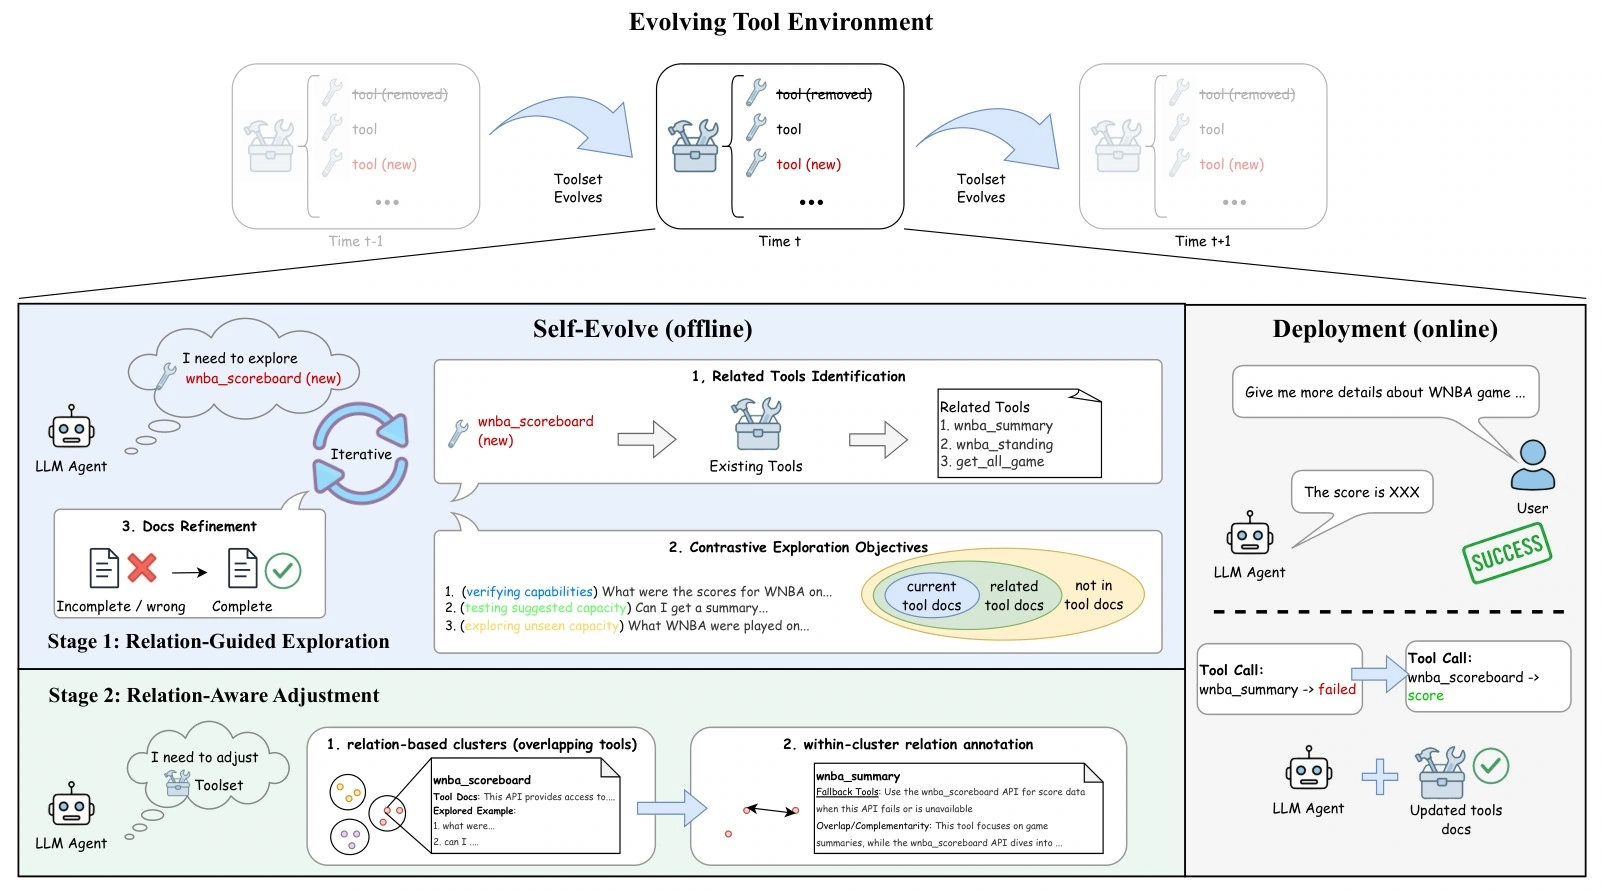 Evolving Tool Environment
tool (removed)
tool
tool (new)
...
Time t-1
Toolset
Evolves
tool (removed)
tool
tool (new)
...
Time t
Toolset
Evolves
tool (removed)
tool
tool (new)
...
Time t+1
Self-Evolve (offline)
I need to explore
wnba_scoreboard (new)
LLM Agent
Iterative
1, Related Tools Identification
wnba_scoreboard
(new)
Existing Tools
Related Tools
1. wnba_summary
2. wnba_standing
3. get_all_game
2. Contrastive Exploration Objectives
1. (verifying capabilities) What were the scores for WNBA on...
2. (testing suggested capacity) Can I get a summary...
3. (exploring unseen capacity) What WNBA were played on...
current
tool docs
related
tool docs
not in
tool docs
3. Docs Refinement
Incomplete / wrong
Complete
Stage 1: Relation-Guided Exploration
Stage 2: Relation-Aware Adjustment
I need to adjust
Toolset
LLM Agent
1. relation-based clusters (overlapping tools)
wnba_scoreboard
Tool Docs: This API provides access to....
Explored Example:
1. what were...
2. can I ....
2. within-cluster relation annotation
wnba_summary
Fallback Tools: Use the wnba_scoreboard API for score data
when this API fails or is unavailable
Overlap/Complementarity: This tool focuses on game
summaries, while the wnba_scoreboard API dives into ...
Deployment (online)
Give me more details about WNBA game ...
User
The score is XXX
LLM Agent
SUCCESS
Tool Call:
wnba_summary -> failed
Tool Call:
wnba_scoreboard ->
score
LLM Agent
Updated tools
docs